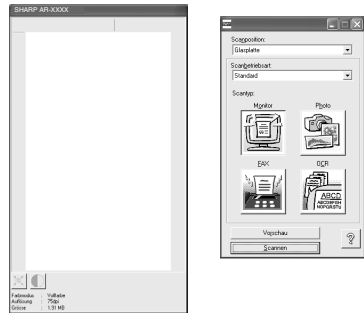 SHARP AR-XXXX
Farbmodus : Vollfarbe
Auflösung : 75dpi
Grösse : 1.91 MB
Scanposition:
Glasplatte
Scanbetriebsart:
Standard
Scantyp:
Monitor Photo
FAX OCR
ABCD
Vorschau
Scannen